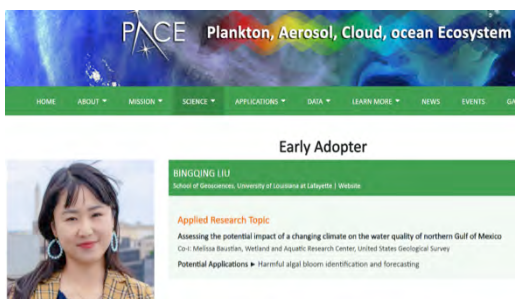 PACE Plankton, Aerosol, Cloud, ocean Ecosystem
HOME ABOUT MISSION SCIENCE APPLICATIONS DATA LEARN MORE NEWS EVENTS GA
Early Adopter
BINGQING LIU
School of Geosciences, University of Louisiana at Lafayette | Website
Applied Research Topic
Assessing the potential impact of a changing climate on the water quality of northern Gulf of Mexico
Co-I: Melissa Baustian, Wetland and Aquatic Research Center, United States Geological Survey
Potential Applications ► Harmful algal bloom identification and forecasting